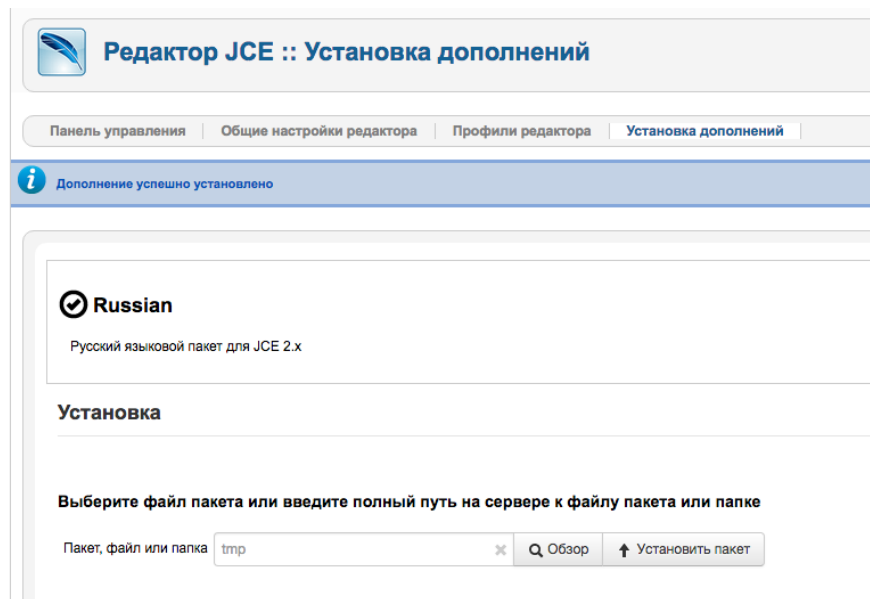 Редактор JCE :: Установка дополнений
Панель управления Общие настройки редактора Профили редактора Установка дополнений
Дополнение успешно установлено
Russian
Русский языковой пакет для JCE 2.x
Установка
Выберите файл пакета или введите полный путь на сервере к файлу пакета или папке
Пакет, файл или папка tmp Обзор Установить пакет